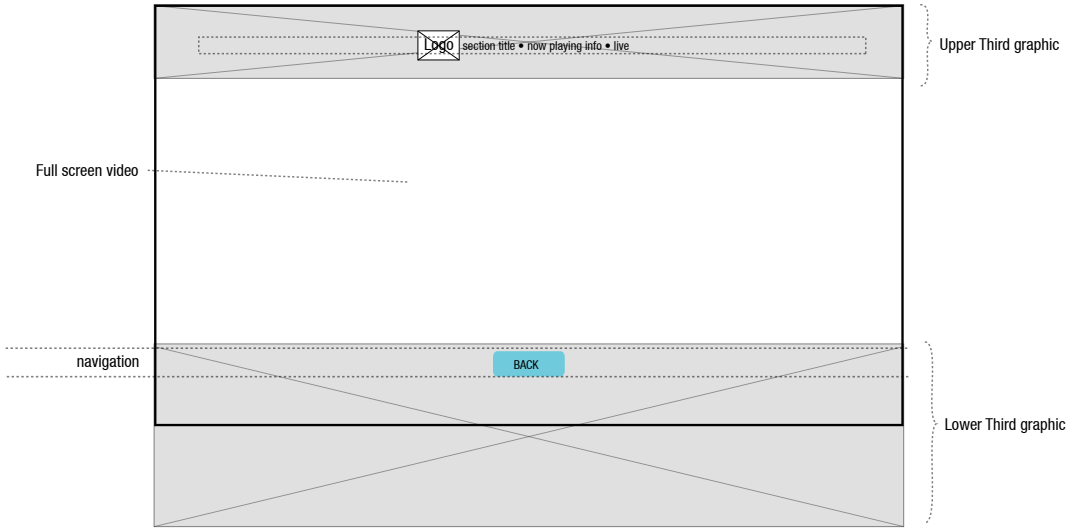 Logo section title • now playing info • live
Upper Third graphic
Full screen video
navigation
BACK
Lower Third graphic